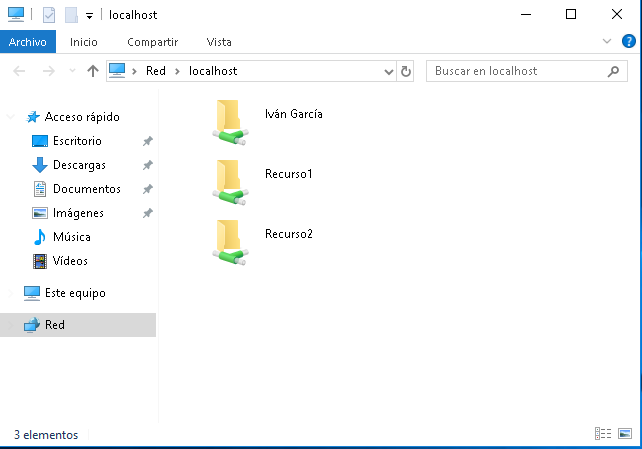 localhost
Archivo Inicio Compartir Vista
Red localhost Buscar en localhost
Acceso rápido
Escritorio
Descargas
Documentos
Imágenes
Música
Vídeos
Este equipo
Red
Iván García
Recurso1
Recurso2
3 elementos